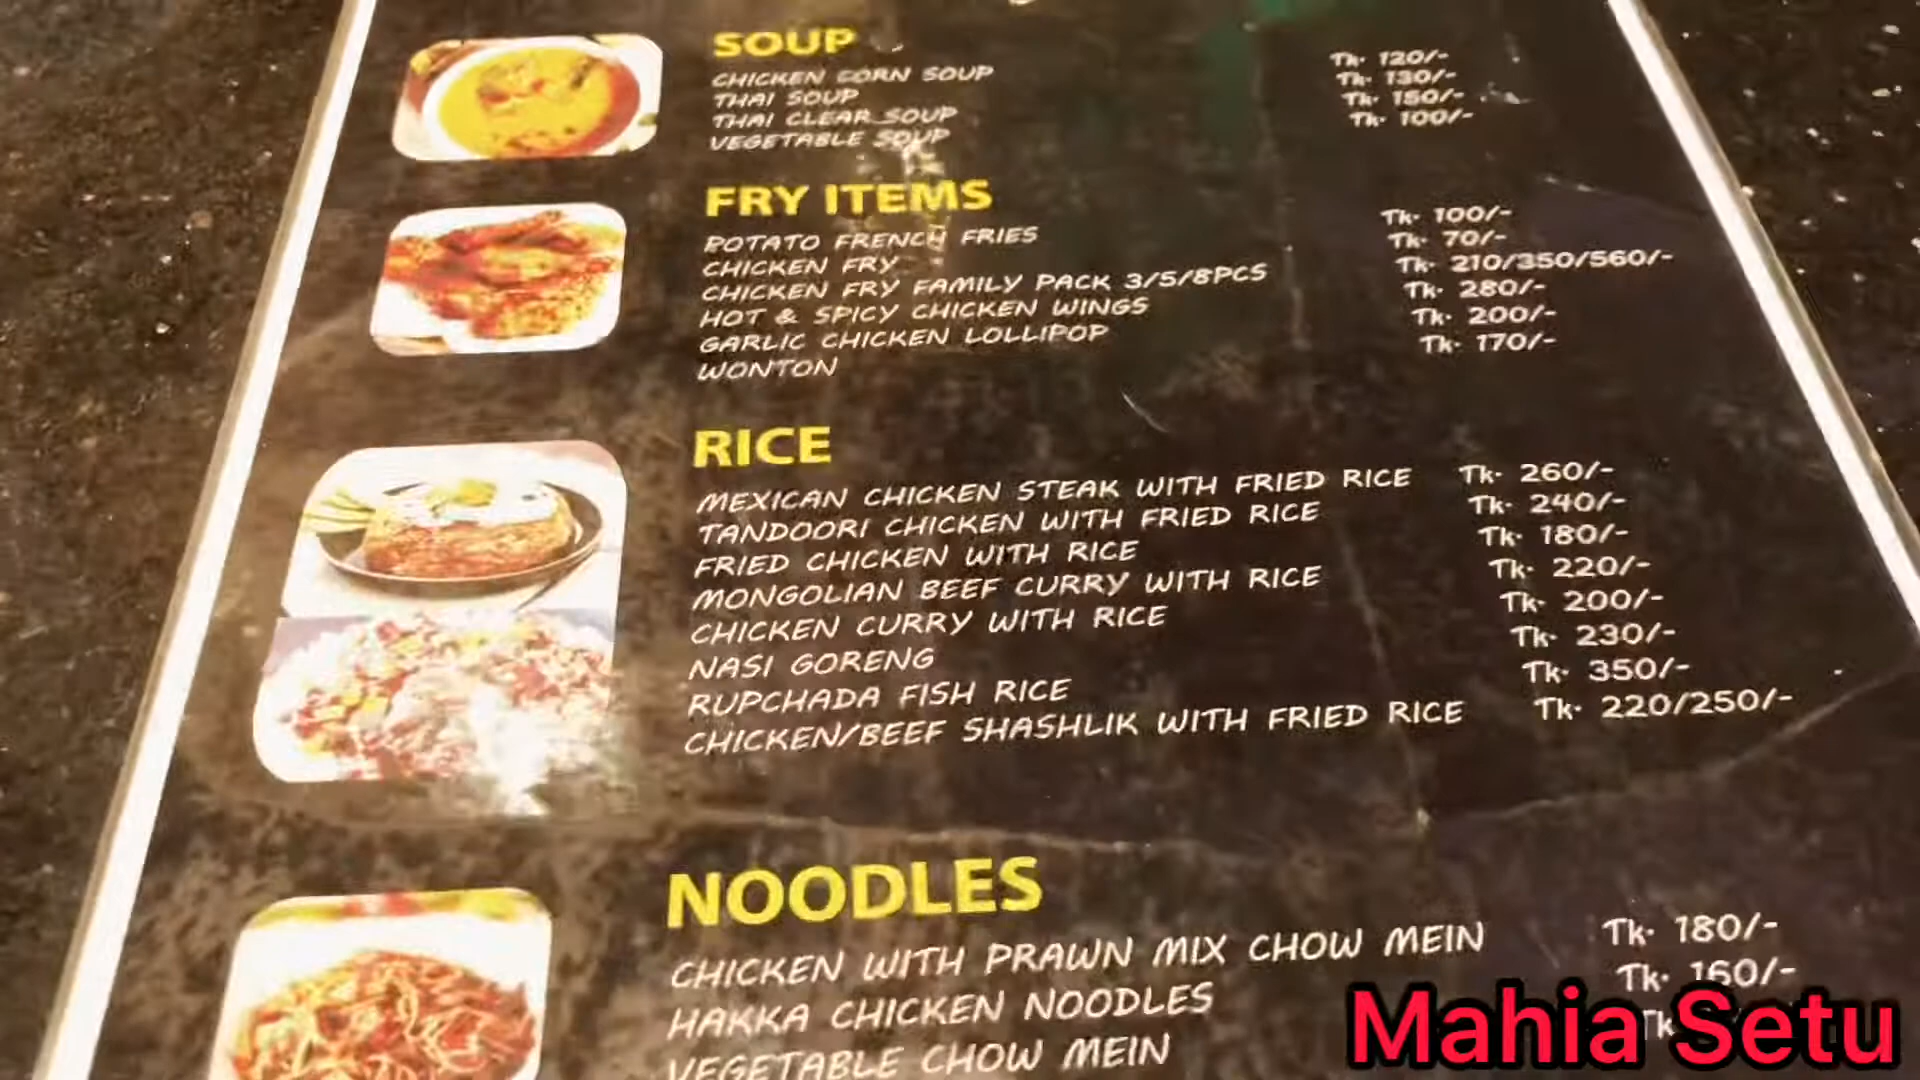 SOUP
CHICKEN CORN SOUP Tk. 120/-
THAI SOUP Tk. 130/-
THAI CLEAR SOUP Tk. 150/-
VEGETABLE SOUP Tk. 100/-
FRY ITEMS
POTATO FRENCH FRIES Tk. 100/-
CHICKEN FRY Tk. 70/-
CHICKEN FRY FAMILY PACK 3/5/8PCS Tk. 210/350/560/-
HOT & SPICY CHICKEN WINGS Tk. 280/-
GARLIC CHICKEN LOLLIPOP Tk. 200/-
WONTON Tk. 170/-
RICE
MEXICAN CHICKEN STEAK WITH FRIED RICE Tk. 260/-
TANDOORI CHICKEN WITH FRIED RICE Tk. 240/-
FRIED CHICKEN WITH RICE Tk. 180/-
MONGOLIAN BEEF CURRY WITH RICE Tk. 220/-
CHICKEN CURRY WITH RICE Tk. 200/-
NASI GORENG Tk. 230/-
RUPCHADA FISH RICE Tk. 350/-
CHICKEN/BEEF SHASHLIK WITH FRIED RICE Tk. 220/250/-
NOODLES
CHICKEN WITH PRAWN MIX CHOW MEIN Tk. 180/-
HAKKA CHICKEN NOODLES Tk. 160/-
VEGETABLE CHOW MEIN Tk
Mahia Setu